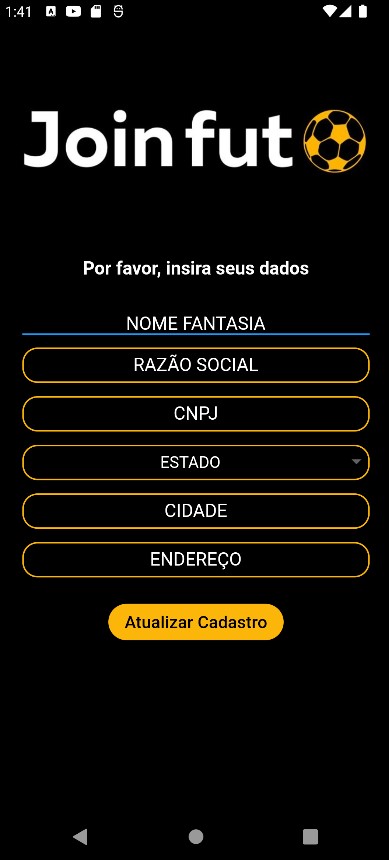 1:41
Join fut
Por favor, insira seus dados
NOME FANTASIA
RAZÃO SOCIAL
CNPJ
ESTADO
CIDADE
ENDEREÇO
Atualizar Cadastro